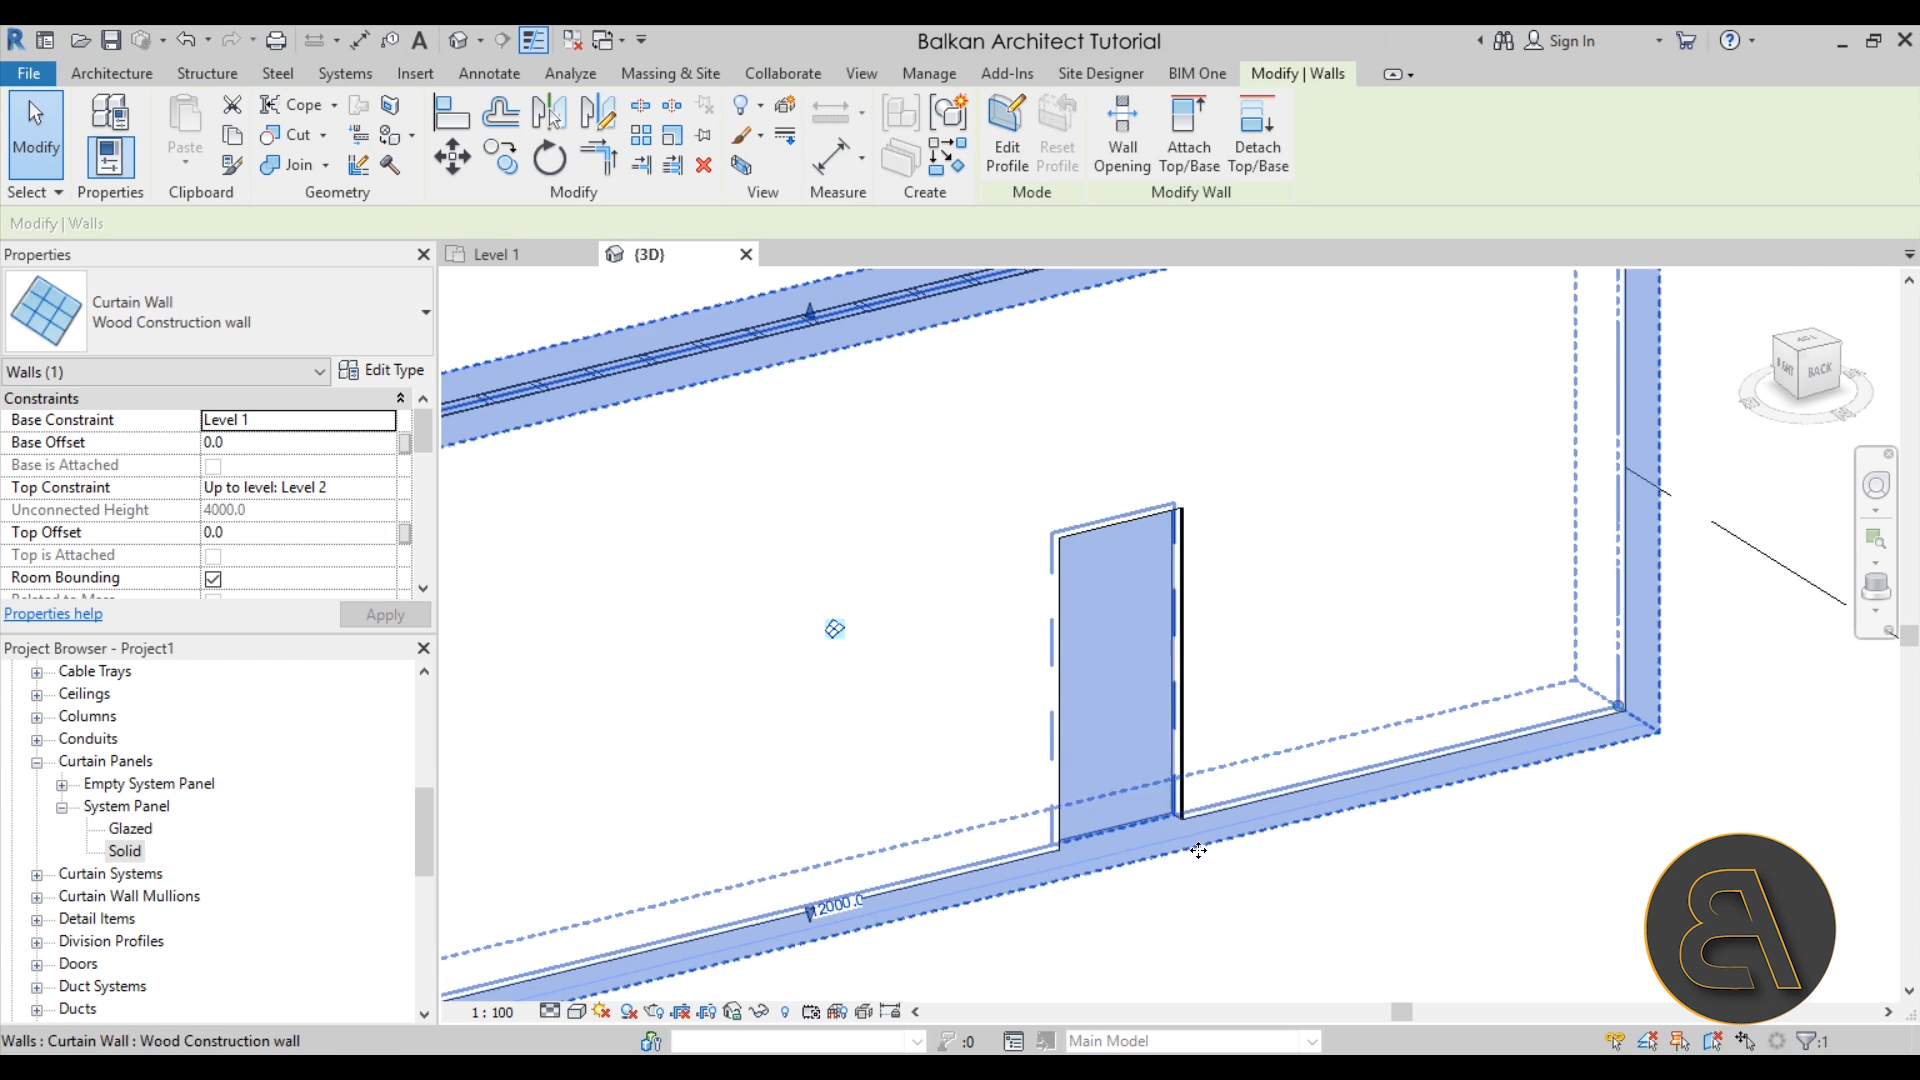 Balkan Architect Tutorial
Sign In
File Architecture Structure Steel Systems Insert Annotate Analyze Massing & Site Collaborate View Manage Add-Ins Site Designer BIM One Modify | Walls
Modify
Paste
Cope
Cut
Join
Edit Profile
Reset Profile
Wall Opening
Attach Top/Base
Detach Top/Base
Select Properties Clipboard Geometry Modify View Measure Create Mode Modify Wall
Modify | Walls
Properties
Level 1
{3D}
Curtain Wall
Wood Construction wall
Walls (1)
Edit Type
Constraints
Base Constraint Level 1
Base Offset 0.0
Base is Attached
Top Constraint Up to level: Level 2
Unconnected Height 4000.0
Top Offset 0.0
Top is Attached
Room Bounding
Properties help
Apply
Project Browser - Project1
Cable Trays
Ceilings
Columns
Conduits
Curtain Panels
Empty System Panel
System Panel
Glazed
Solid
Curtain Systems
Curtain Wall Mullions
Detail Items
Division Profiles
Doors
Duct Systems
Ducts
BACK
1 : 100
Walls : Curtain Wall : Wood Construction wall
:0
Main Model
:1